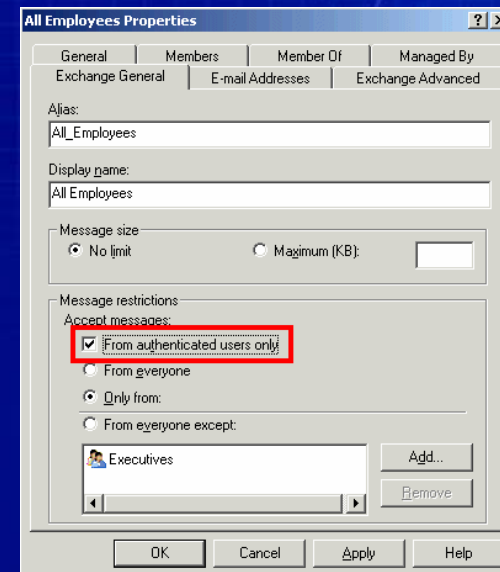 All Employees Properties
General Members Member Of Managed By
Exchange General E-mail Addresses Exchange Advanced
Alias:
All_Employees
Display name:
All Employees
Message size
No limit Maximum (KB):
Message restrictions
Accept messages:
From authenticated users only
From everyone
Only from:
From everyone except:
Executives
Add...
Remove
OK Cancel Apply Help